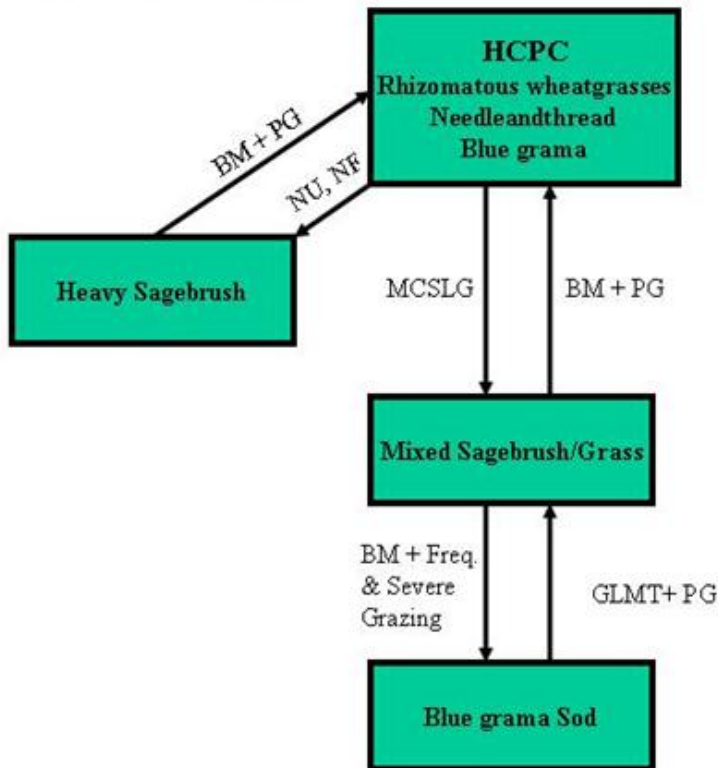 HCPC
Rhizomatous wheatgrasses
Needleandthread
Blue grama
BM + PG
NU, NF
Heavy Sagebrush
MCSLG
BM + PG
Mixed Sagebrush/Grass
BM + Freq.
& Severe
Grazing
GLMT+ PG
Blue grama Sod